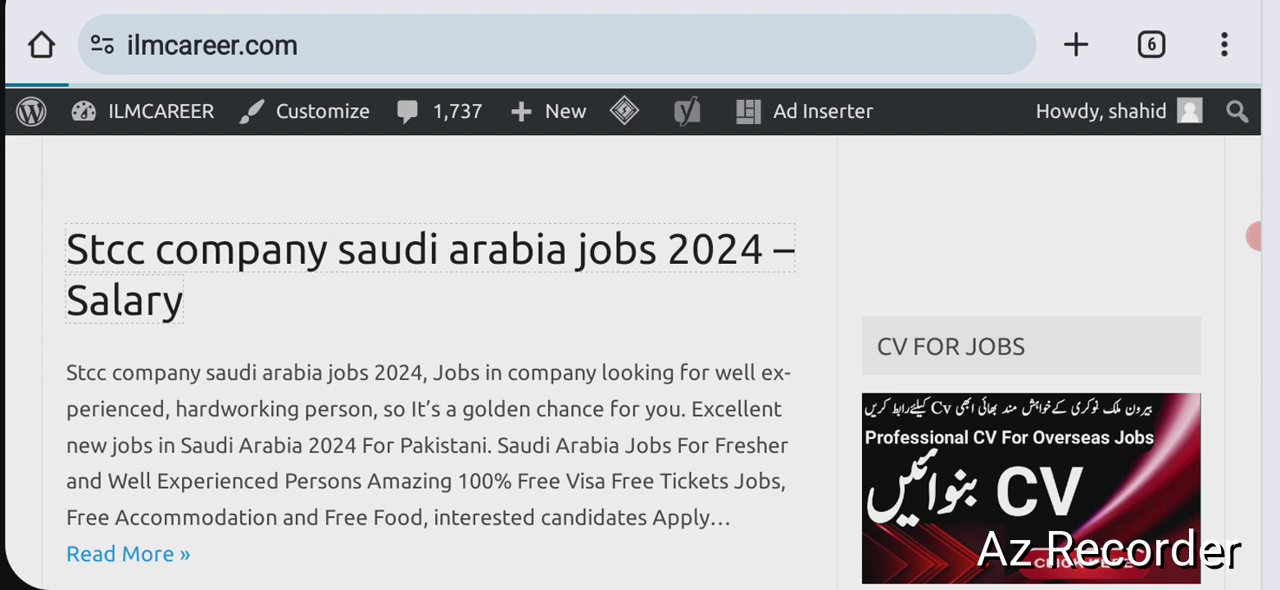 ilmcareer.com
6
ILMCAREER
Customize
1,737
New
Ad Inserter
Howdy, shahid
Stcc company saudi arabia jobs 2024 –
Salary
Stcc company saudi arabia jobs 2024, Jobs in company looking for well ex-
perienced, hardworking person, so It's a golden chance for you. Excellent
new jobs in Saudi Arabia 2024 For Pakistani. Saudi Arabia Jobs For Fresher
and Well Experienced Persons Amazing 100% Free Visa Free Tickets Jobs,
Free Accommodation and Free Food, interested candidates Apply…
Read More »
CV FOR JOBS
بیرون ملک نوکری کے خواہش مند بھائی ابھی Cv کیلئے رابطہ کریں
Professional CV For Overseas Jobs
CV بنوائیں
CLICK HERE
Az Recorder